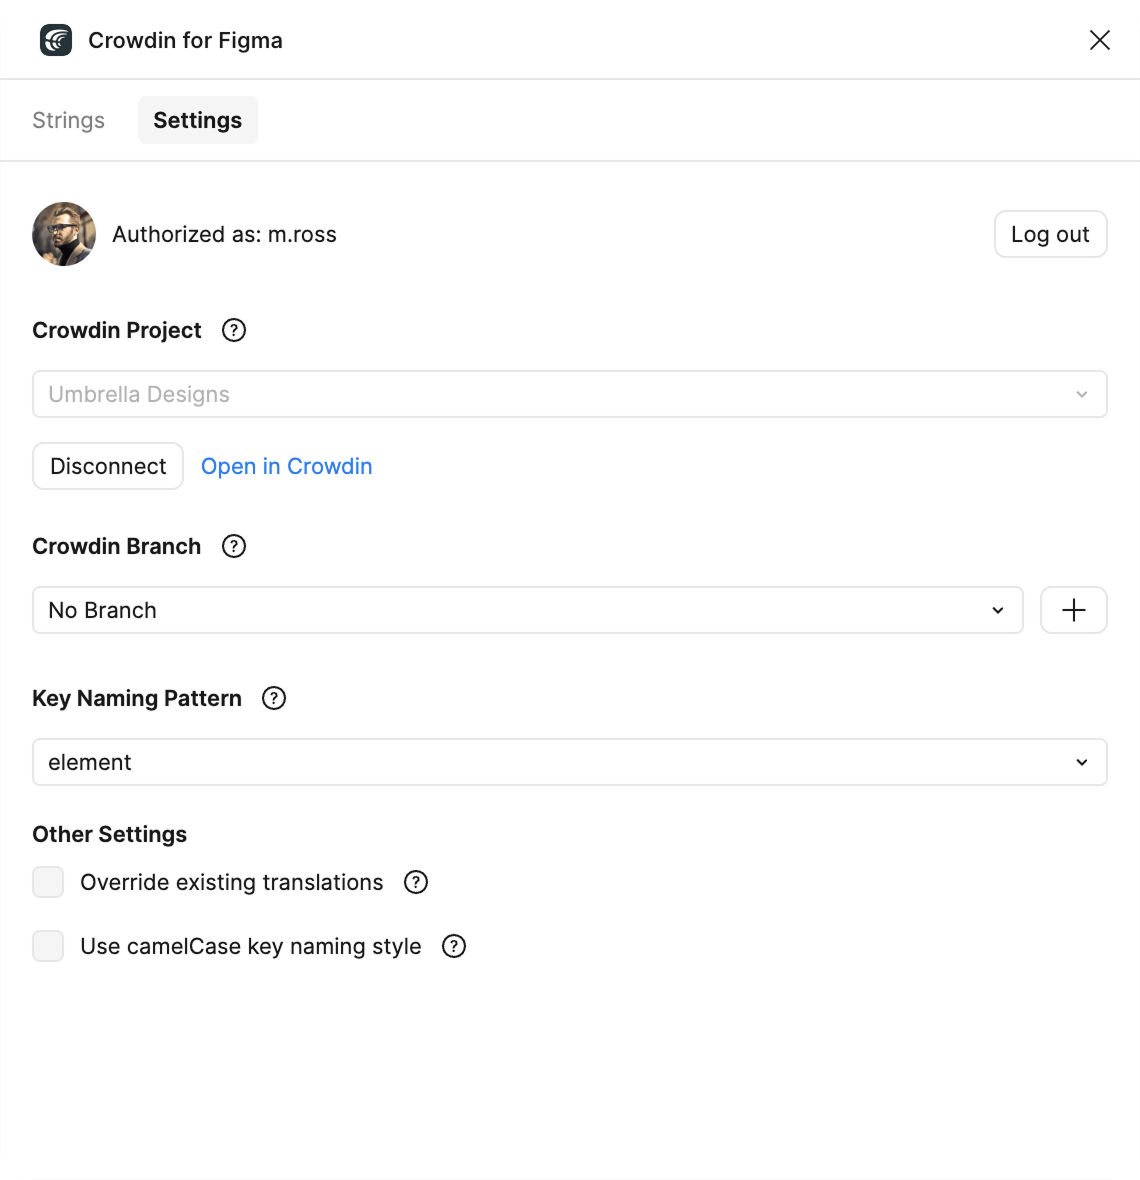 Crowdin for Figma
Strings
Settings
Authorized as: m.ross
Log out
Crowdin Project ?
Umbrella Designs
Disconnect
Open in Crowdin
Crowdin Branch ?
No Branch
Key Naming Pattern ?
element
Other Settings
Override existing translations ?
Use camelCase key naming style ?